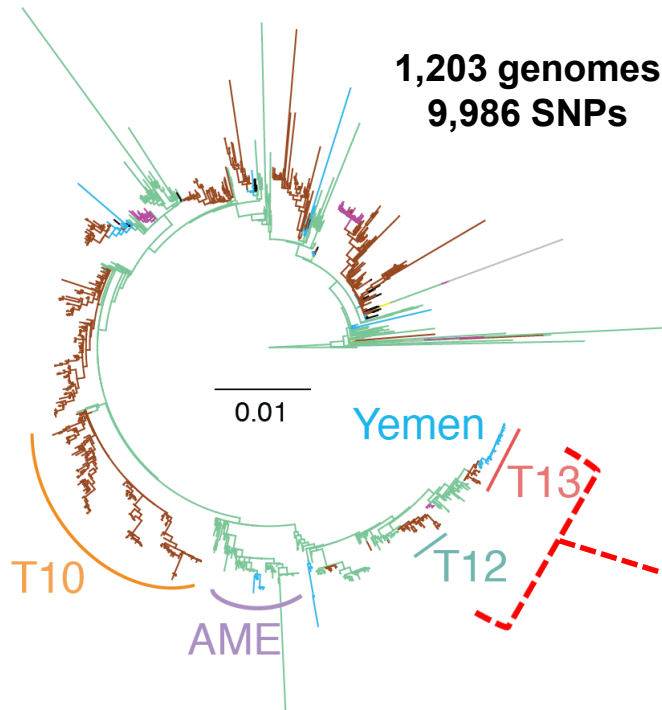 1,203 genomes
9,986 SNPs
0.01
Yemen
T13
T12
T10
AME